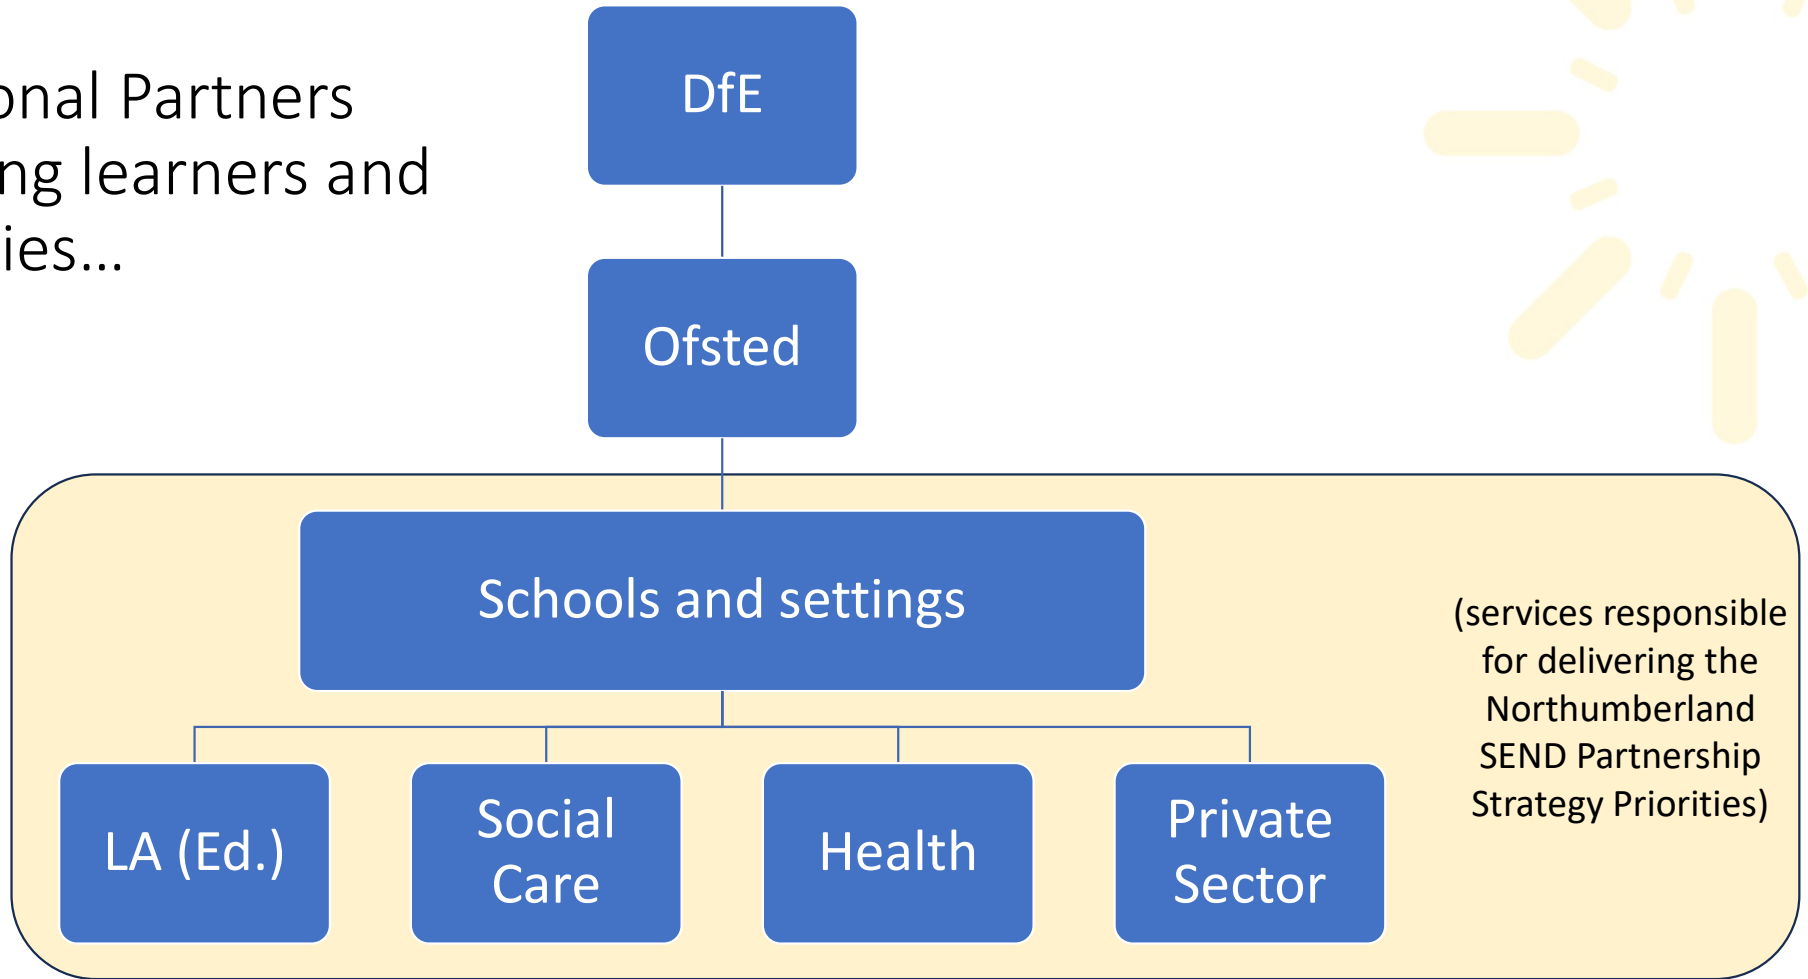 onal Partners
ng learners and
ies...
DfE
Ofsted
Schools and settings
(services responsible
for delivering the
Northumberland
SEND Partnership
Strategy Priorities)
LA (Ed.)
Social
Care
Health
Private
Sector